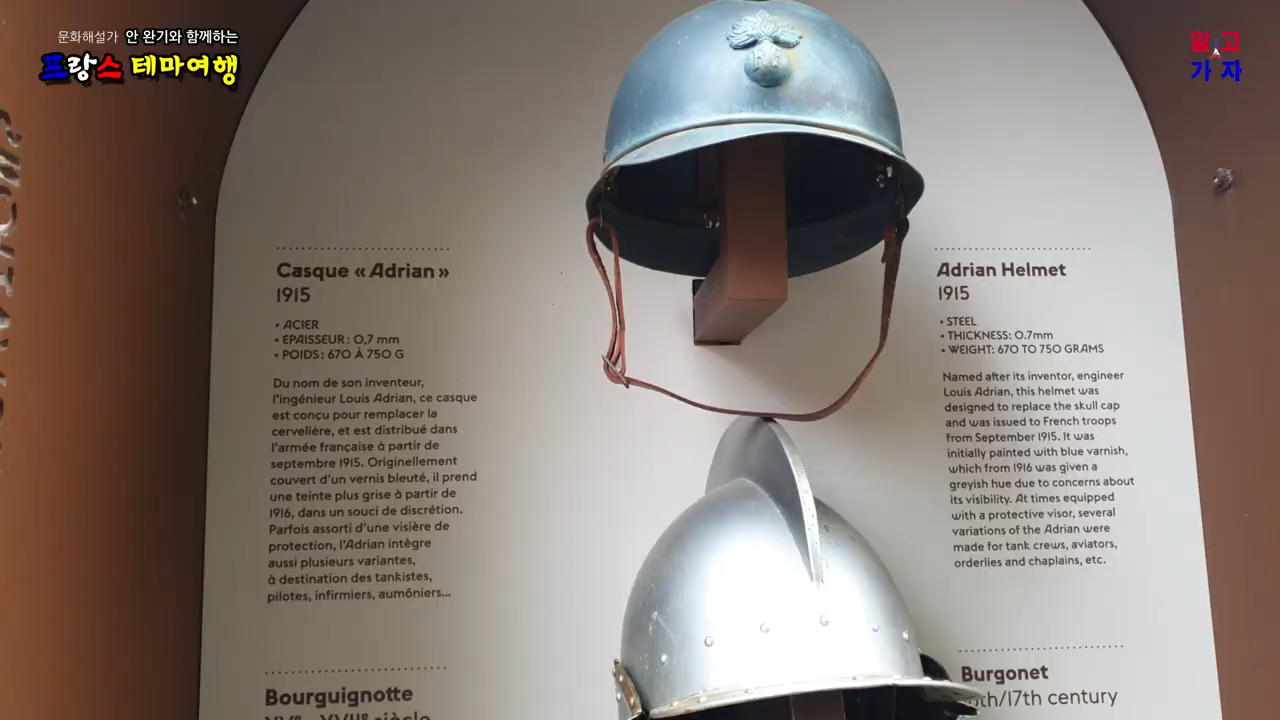 문화해설가 안 완기와 함께하는
프랑스 테마여행
알고
가자
RF
Casque « Adrian »
1915
• ACIER
• EPAISSEUR : 0,7 mm
• POIDS : 670 À 750 G
Du nom de son inventeur,
l'ingénieur Louis Adrian, ce casque
est conçu pour remplacer la
cervelière, et est distribué dans
l'armée française à partir de
septembre 1915. Originellement
couvert d'un vernis bleuté, il prend
une teinte plus grise à partir de
1916, dans un souci de discrétion.
Parfois assorti d'une visière de
protection, l'Adrian intègre
aussi plusieurs variantes,
à destination des tankistes,
pilotes, infirmiers, aumôniers...
Adrian Helmet
1915
• STEEL
• THICKNESS: 0.7mm
• WEIGHT: 670 TO 750 GRAMS
Named after its inventor, engineer
Louis Adrian, this helmet was
designed to replace the skull cap
and was issued to French troops
from September 1915. It was
initially painted with blue varnish,
which from 1916 was given a
greyish hue due to concerns about
its visibility. At times equipped
with a protective visor, several
variations of the Adrian were
made for tank crews, aviators,
orderlies and chaplains, etc.
Bourguignotte
Burgonet
/17th century